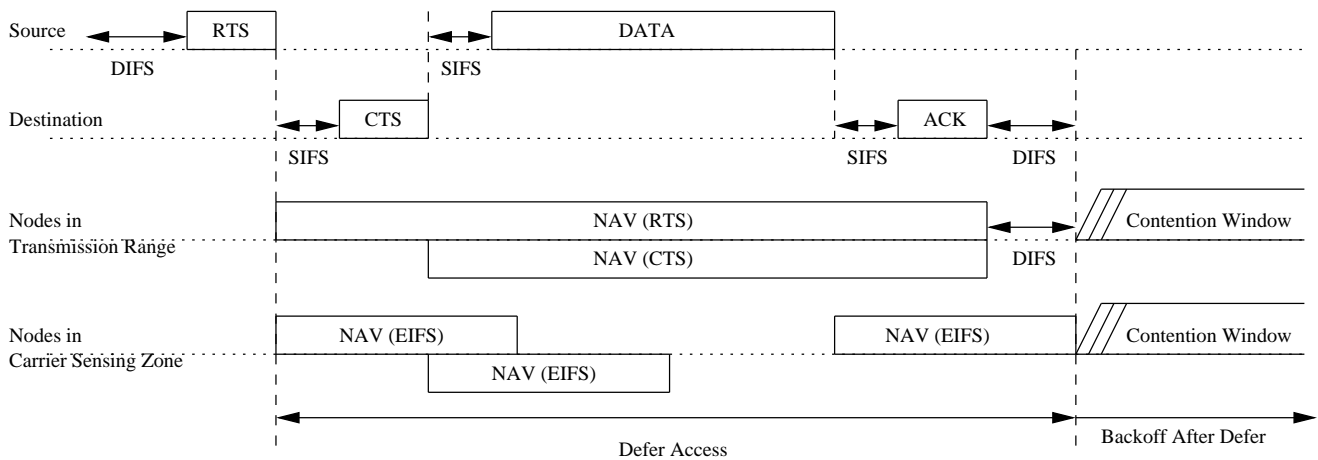 Source
RTS
DATA
DIFS
SIFS
Destination
CTS
ACK
SIFS
SIFS
DIFS
Nodes in
Transmission Range
NAV (RTS)
Contention Window
NAV (CTS)
DIFS
Nodes in
Carrier Sensing Zone
NAV (EIFS)
NAV (EIFS)
Contention Window
NAV (EIFS)
Defer Access
Backoff After Defer